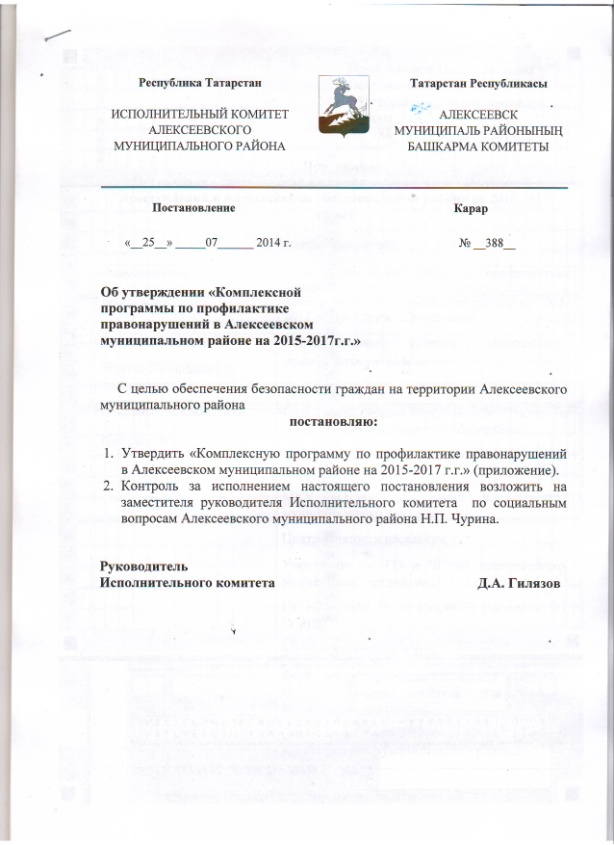 Республика Татарстан
ИСПОЛНИТЕЛЬНЫЙ КОМИТЕТ
АЛЕКСЕЕВСКОГО
МУНИЦИПАЛЬНОГО РАЙОНА
Татарстан Республикасы
АЛЕКСЕЕВСК
МУНИЦИПАЛЬ РАЙОНЫНЫҢ
БАШКАРМА КОМИТЕТЫ
Постановление
Карар
«__25__» _____07______ 2014 г.
№ __388__
Об утверждении «Комплексной
программы по профилактике
правонарушений в Алексеевском
муниципальном районе на 2015-2017г.г.»
С целью обеспечения безопасности граждан на территории Алексеевского
муниципального района
постановляю:
1. Утвердить «Комплексную программу по профилактике правонарушений
в Алексеевском муниципальном районе на 2015-2017 г.г.» (приложение).
2. Контроль за исполнением настоящего постановления возложить на
заместителя руководителя Исполнительного комитета по социальным
вопросам Алексеевского муниципального района Н.П. Чурина.
Руководитель
Исполнительного комитета Д.А. Гилязов